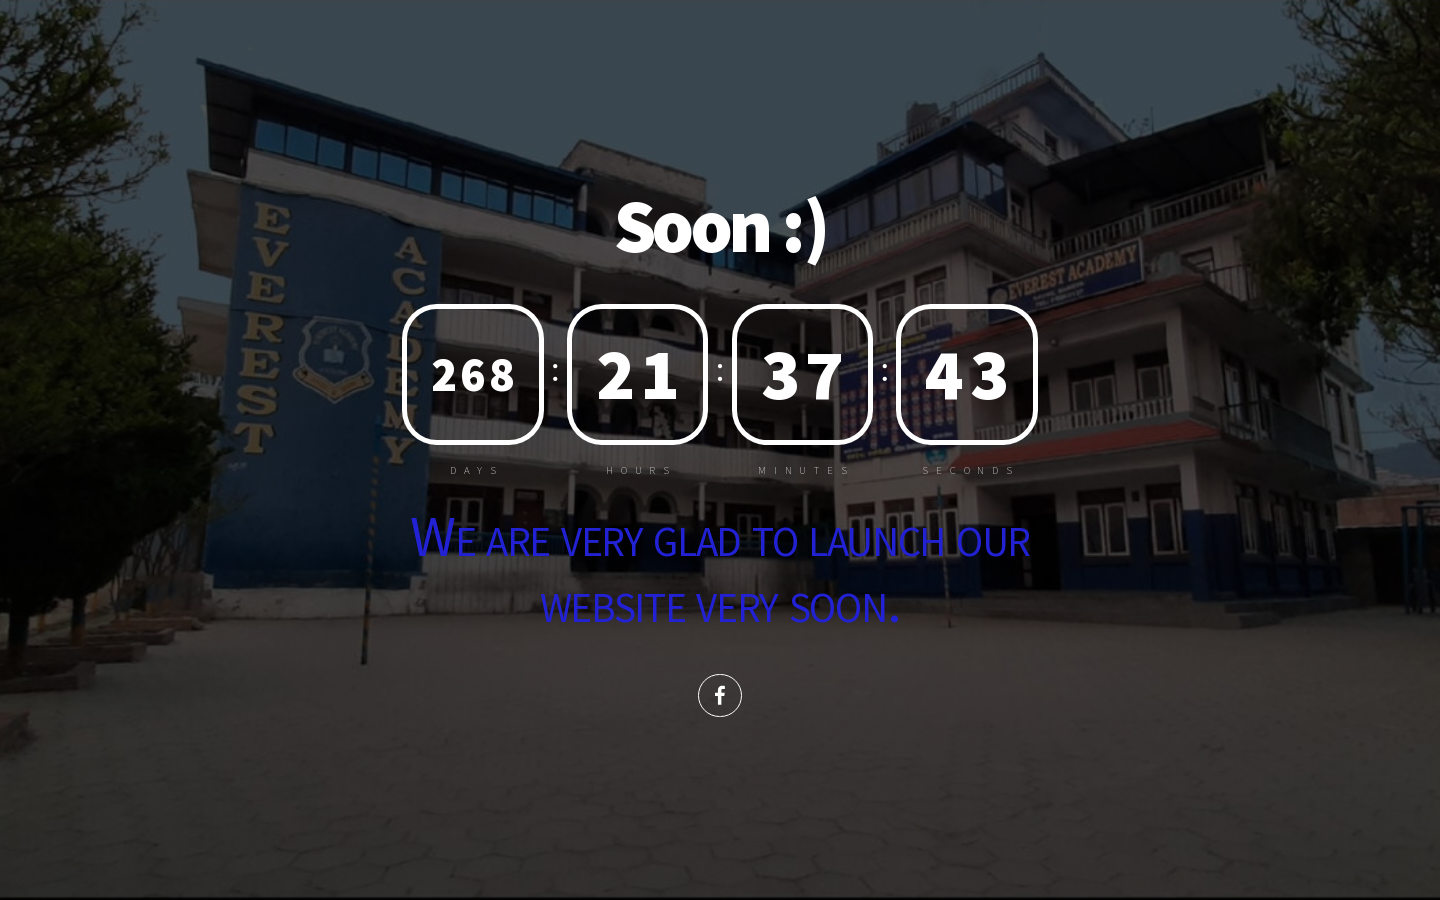 Soon :)
EVEREST
ACADEMY
EVEREST ACADEMY
268 : 21 : 37 : 43
DAYS HOURS MINUTES SECONDS
We are very glad to launch our
website very soon.